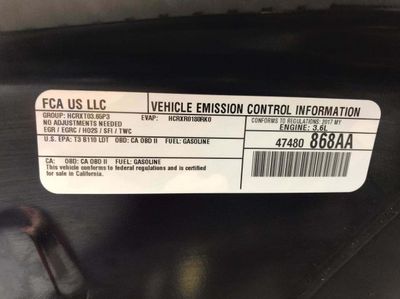 FCA US LLC
VEHICLE EMISSION CONTROL INFORMATION
GROUP: HCRXT03.65P3 EVAP: HCRXR0180RK0
CONFORMS TO REGULATIONS: 2017 MY
NO ADJUSTMENTS NEEDED
ENGINE: 3.6L
EGR / EGRC / HO2S / SFI / TWC
U.S. EPA: T3 B110 LDT OBD: CA OBD II FUEL: GASOLINE
47480 868AA
CA: OBD: CA OBD II FUEL: GASOLINE
This vehicle conforms to federal regulations and is certified
for sale in California.